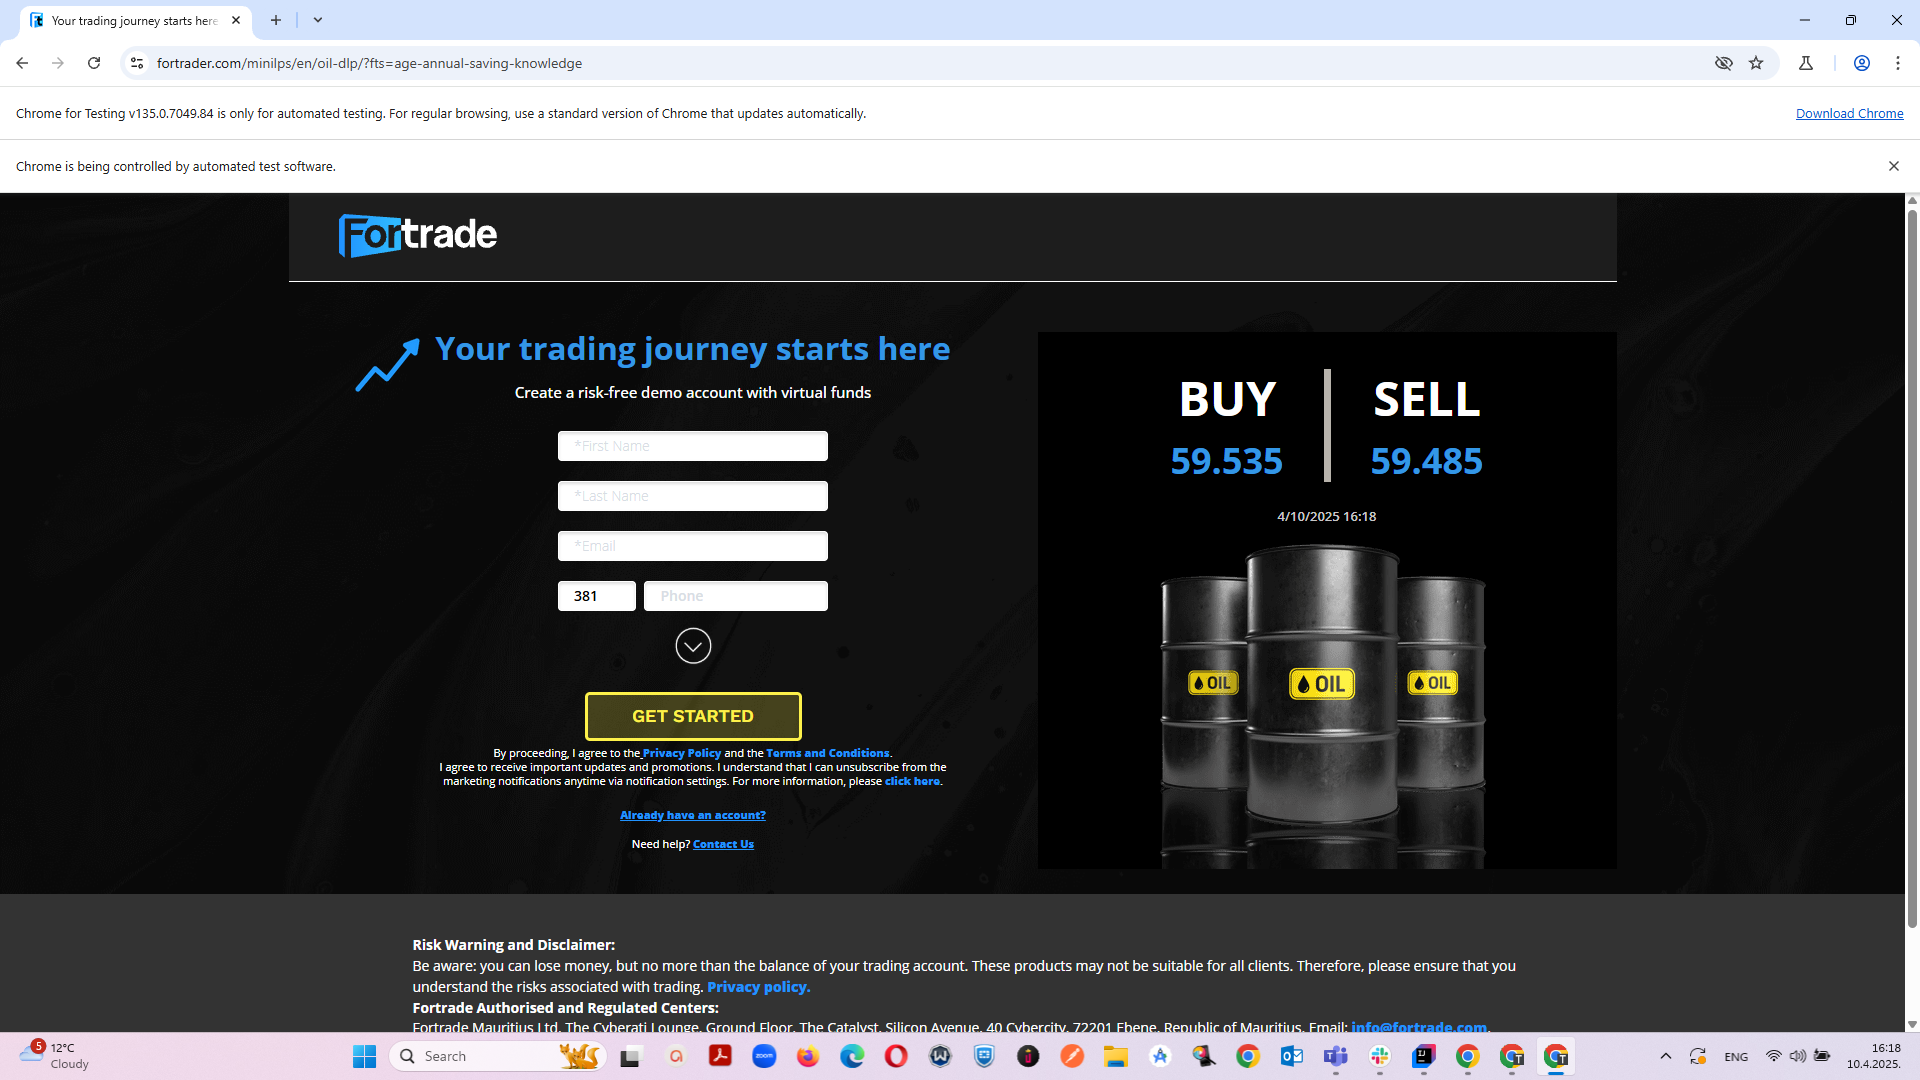 Your trading journey starts here
fortrader.com/minilps/en/oil-dlp/?fts=age-annual-saving-knowledge
Chrome for Testing v135.0.7049.84 is only for automated testing. For regular browsing, use a standard version of Chrome that updates automatically.
Download Chrome
Chrome is being controlled by automated test software.
Fortrade
Your trading journey starts here
Create a risk-free demo account with virtual funds
*First Name
*Last Name
*Email
381
Phone
GET STARTED
By proceeding, I agree to the Privacy Policy and the Terms and Conditions.
I agree to receive important updates and promotions. I understand that I can unsubscribe from the
marketing notifications anytime via notification settings. For more information, please click here.
Already have an account?
Need help? Contact Us
BUY
SELL
59.535
59.485
4/10/2025 16:18
OIL
OIL
OIL
Risk Warning and Disclaimer:
Be aware: you can lose money, but no more than the balance of your trading account. These products may not be suitable for all clients. Therefore, please ensure that you
understand the risks associated with trading. Privacy policy.
Fortrade Authorised and Regulated Centers:
Fortrade Mauritius Ltd, The Cyberati Lounge, Ground Floor, The Catalyst, Silicon Avenue, 40 Cybercity, 72201 Ebene, Republic of Mauritius. Email: info@fortrade.com.
5
12°C
Cloudy
Search
zoom
ENG
16:18
10.4.2025.